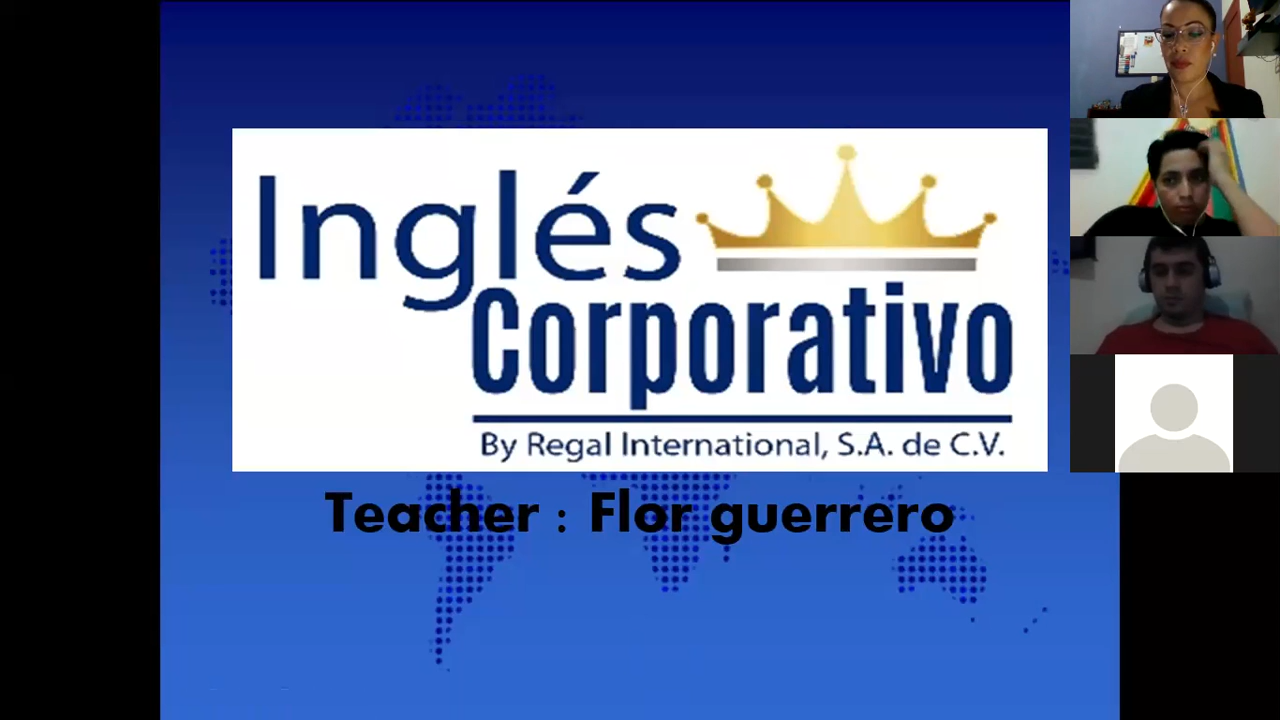 Inglés
Corporativo
By Regal International, S.A. de C.V.
Teacher : Flor guerrero